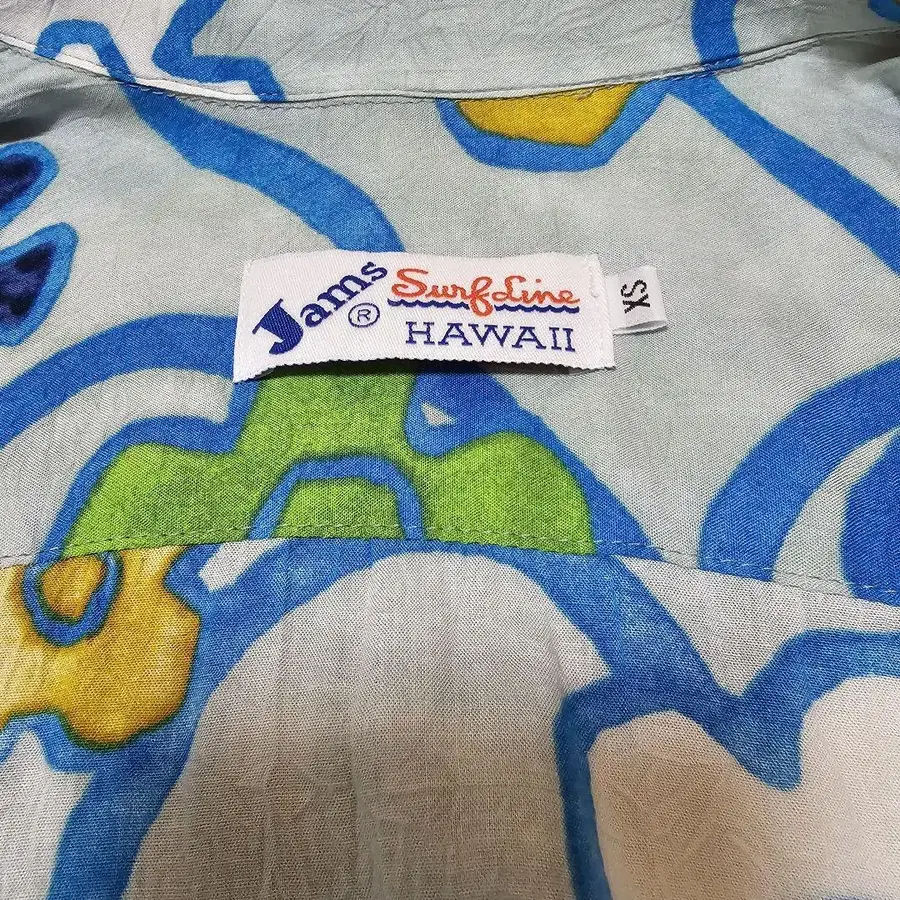 Jams®
Surf Line
HAWAII
XS